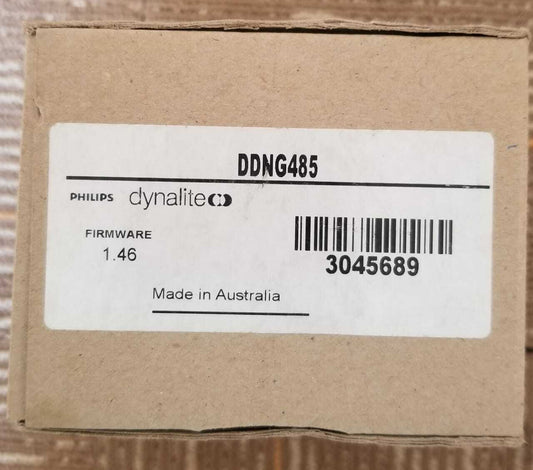 DDNG485
PHILIPS dynalite
FIRMWARE
1.46
3045689
Made in Australia